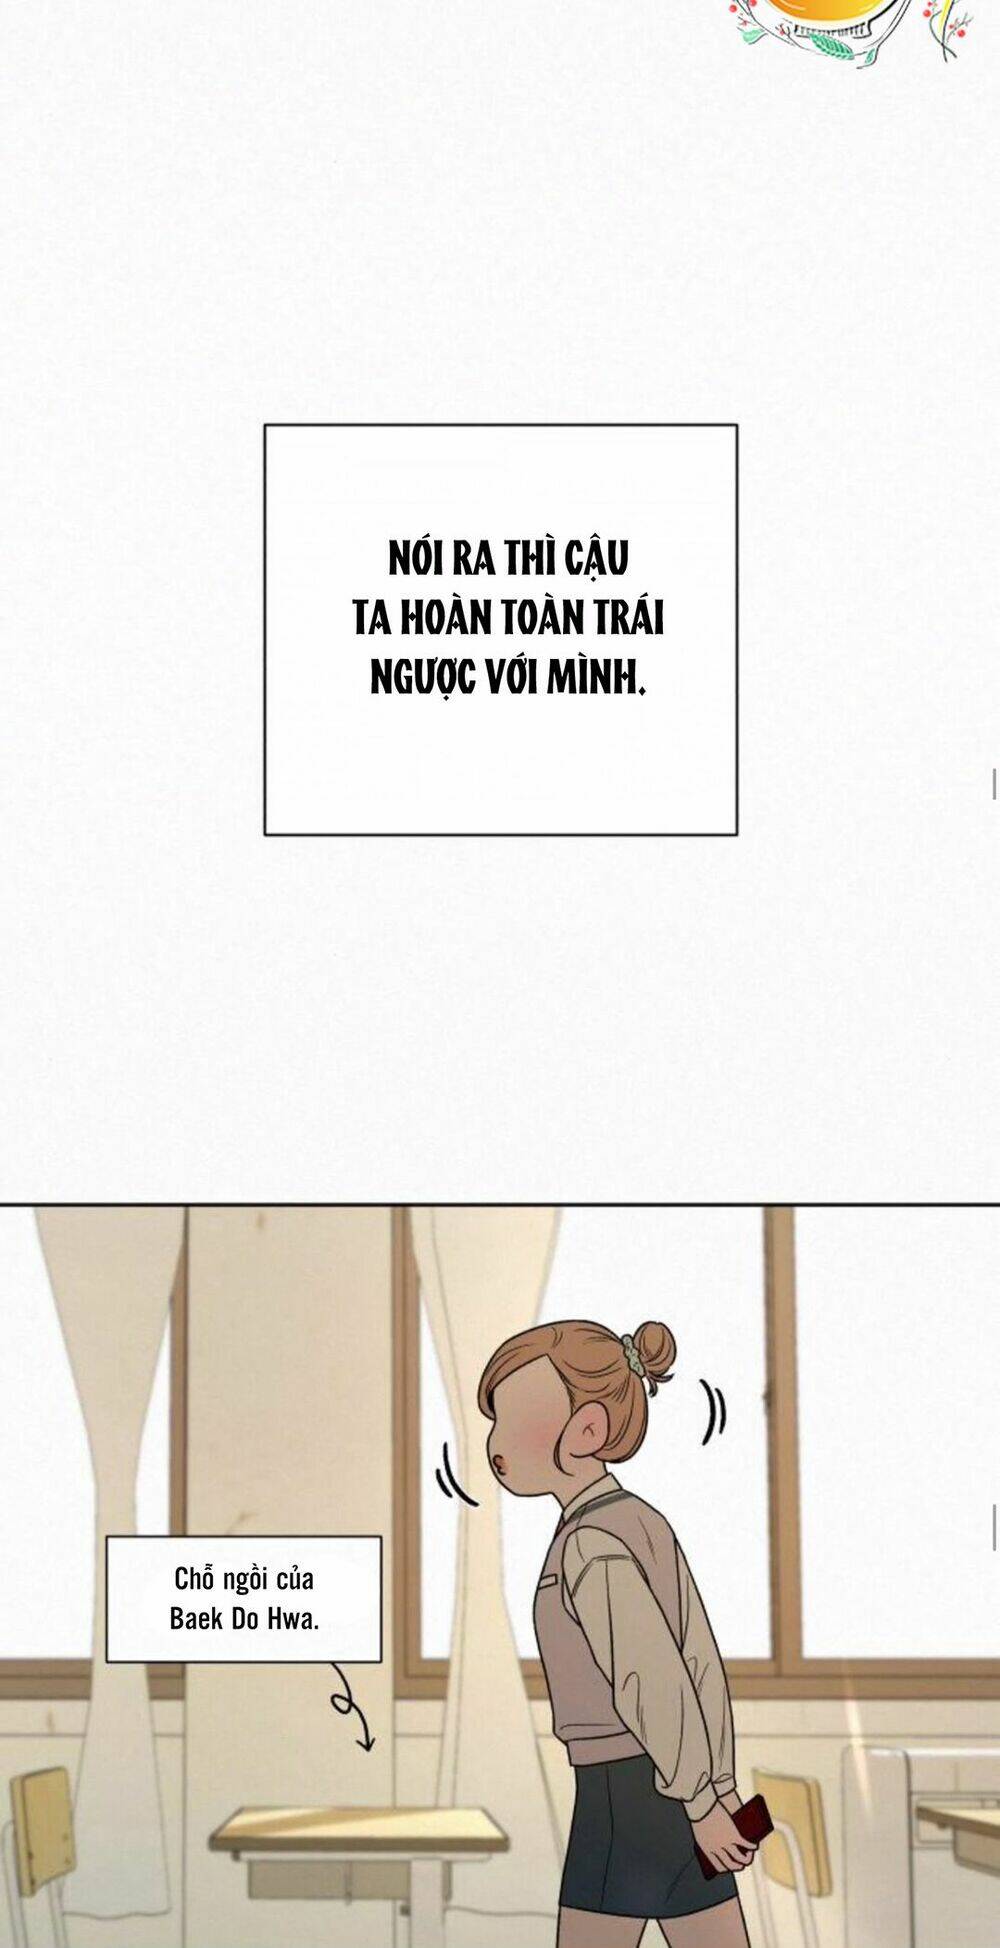 NÓI RA THÌ CẬU
TA HOÀN TOÀN TRÁI
NGƯỢC VỚI MÌNH.
Chỗ ngồi của
Baek Do Hwa.